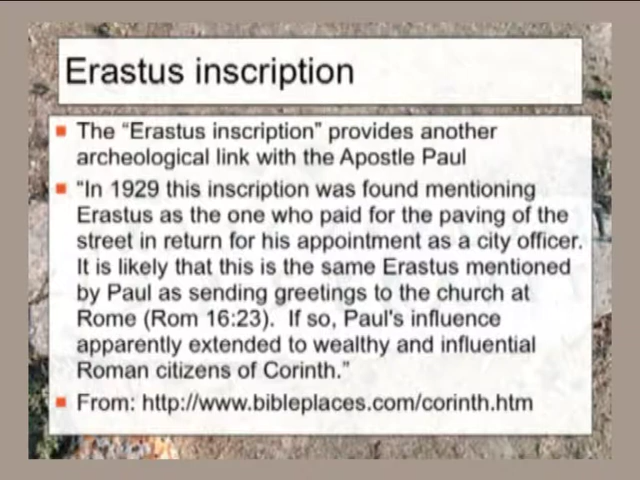 Erastus inscription
The “Erastus inscription” provides another
archeological link with the Apostle Paul
“In 1929 this inscription was found mentioning
Erastus as the one who paid for the paving of the
street in return for his appointment as a city officer.
It is likely that this is the same Erastus mentioned
by Paul as sending greetings to the church at
Rome (Rom 16:23).  If so, Paul's influence
apparently extended to wealthy and influential
Roman citizens of Corinth.”
From: http://www.bibleplaces.com/corinth.htm